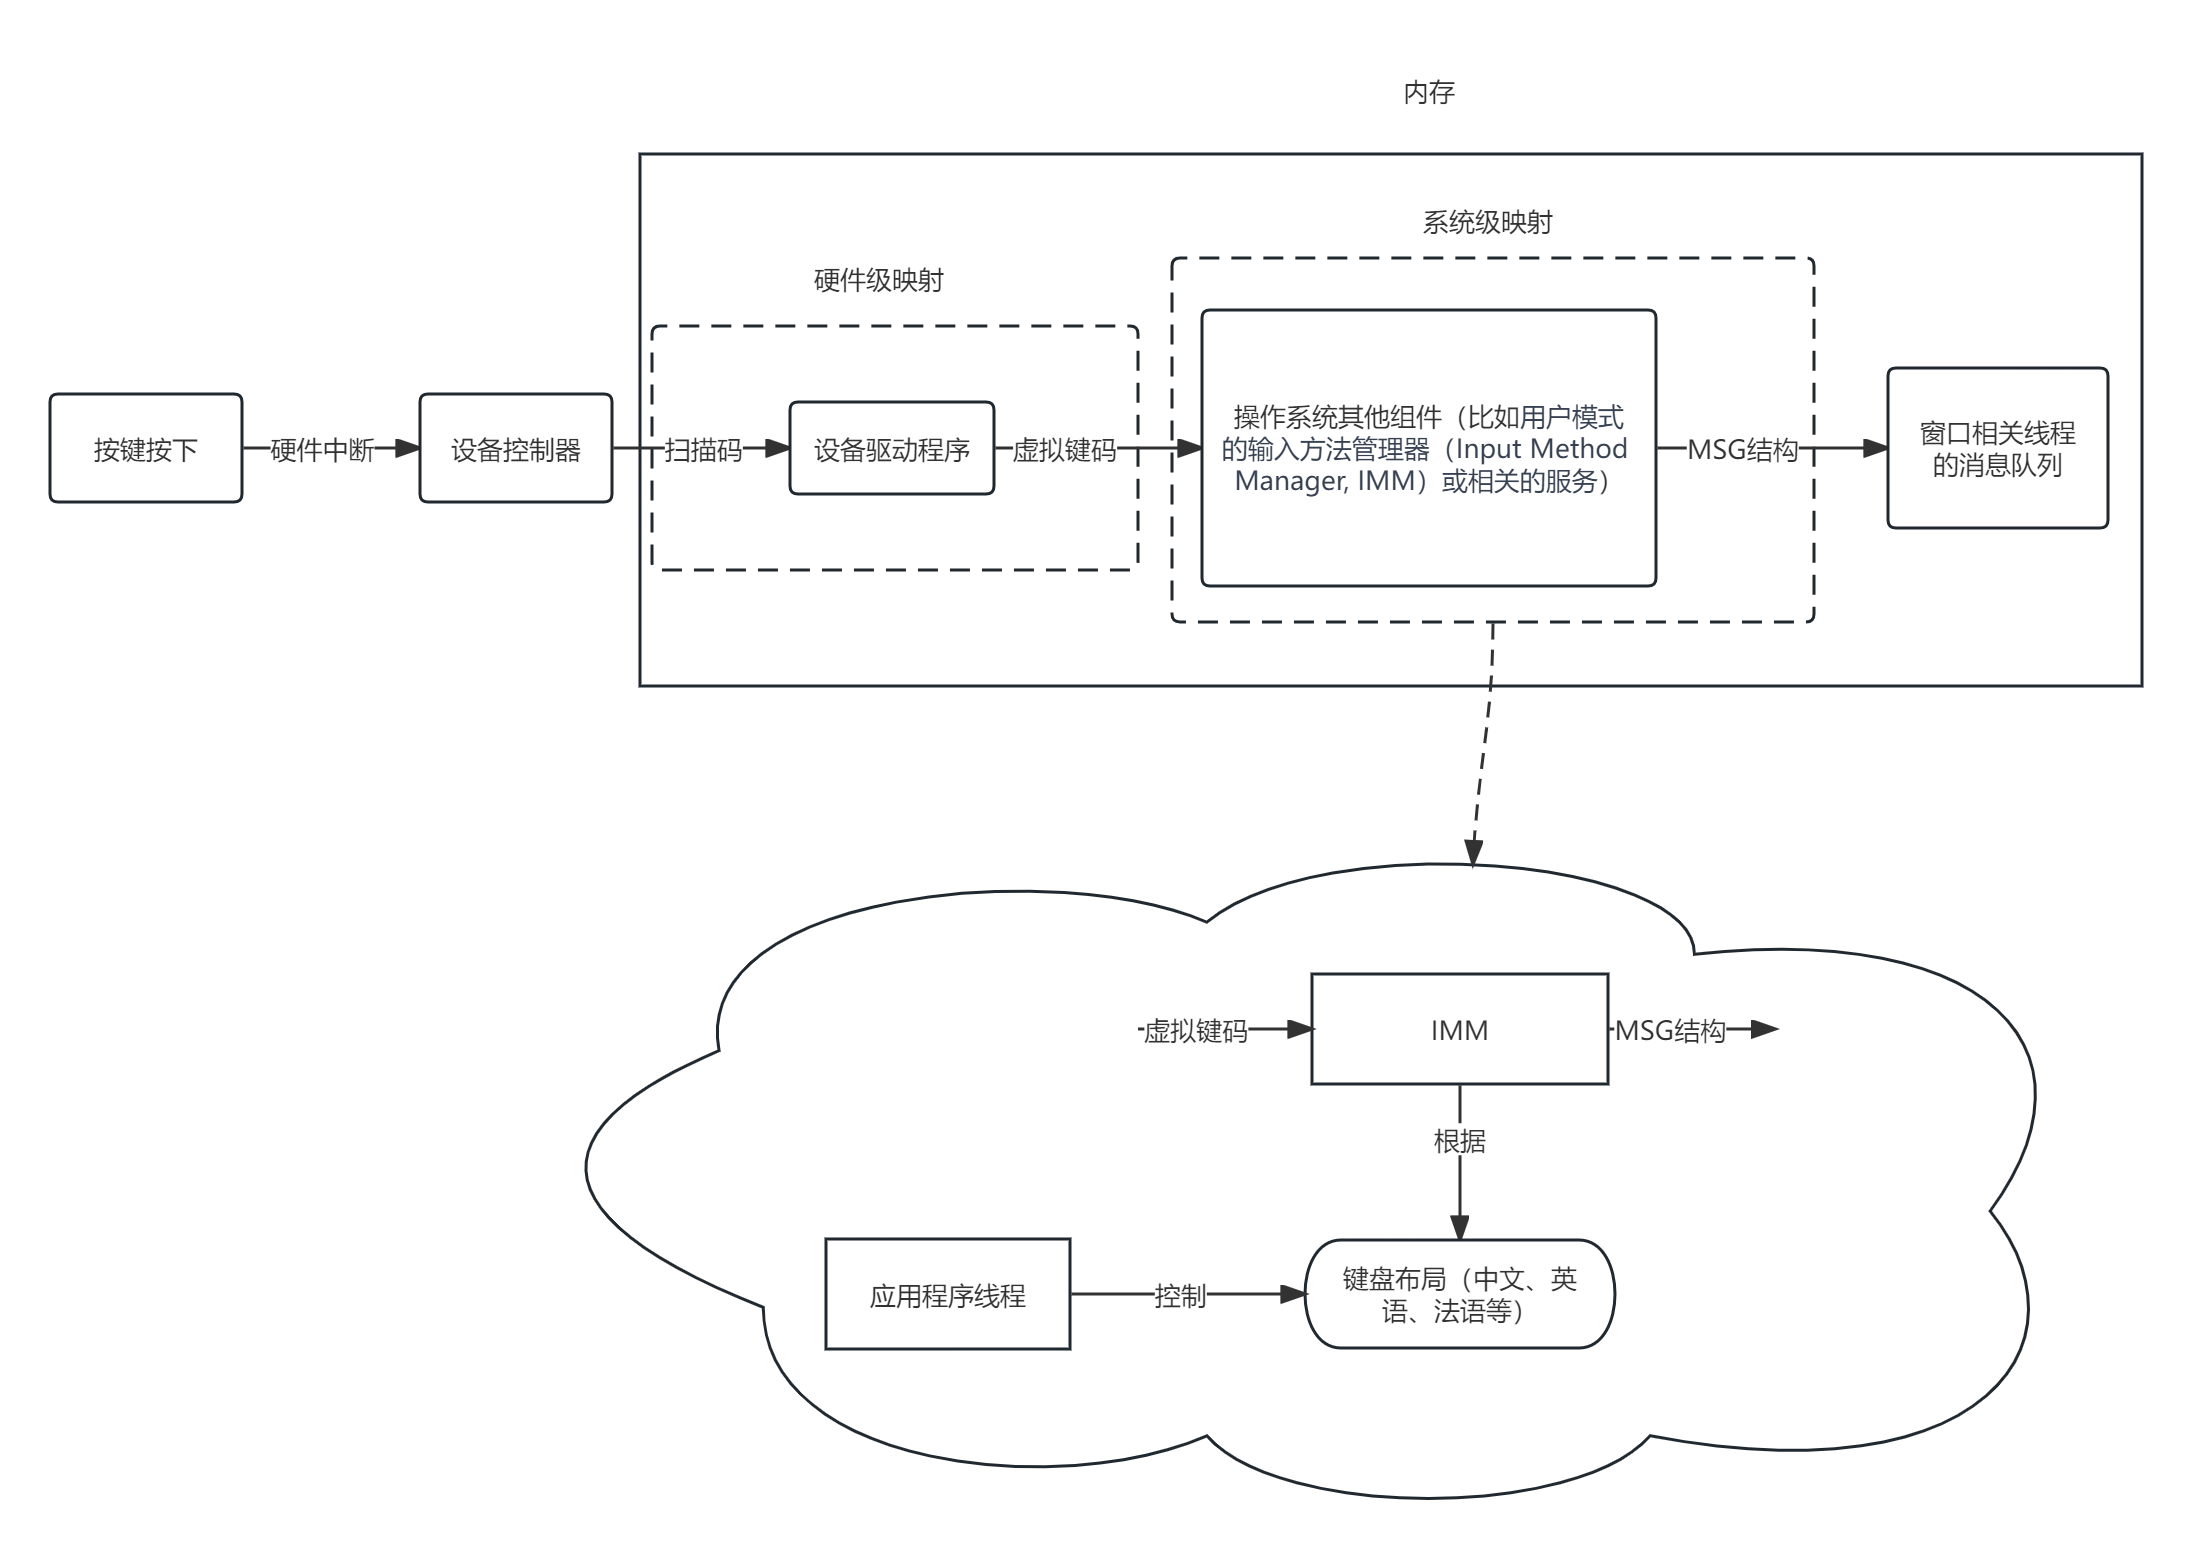 内存
系统级映射
硬件级映射
按键按下
硬件中断
设备控制器
扫描码
设备驱动程序
虚拟键码
操作系统其他组件（比如用户模式
的输入方法管理器（Input Method
Manager, IMM）或相关的服务）
MSG结构
窗口相关线程
的消息队列
虚拟键码
IMM
MSG结构
根据
应用程序线程
控制
键盘布局（中文、英
语、法语等）